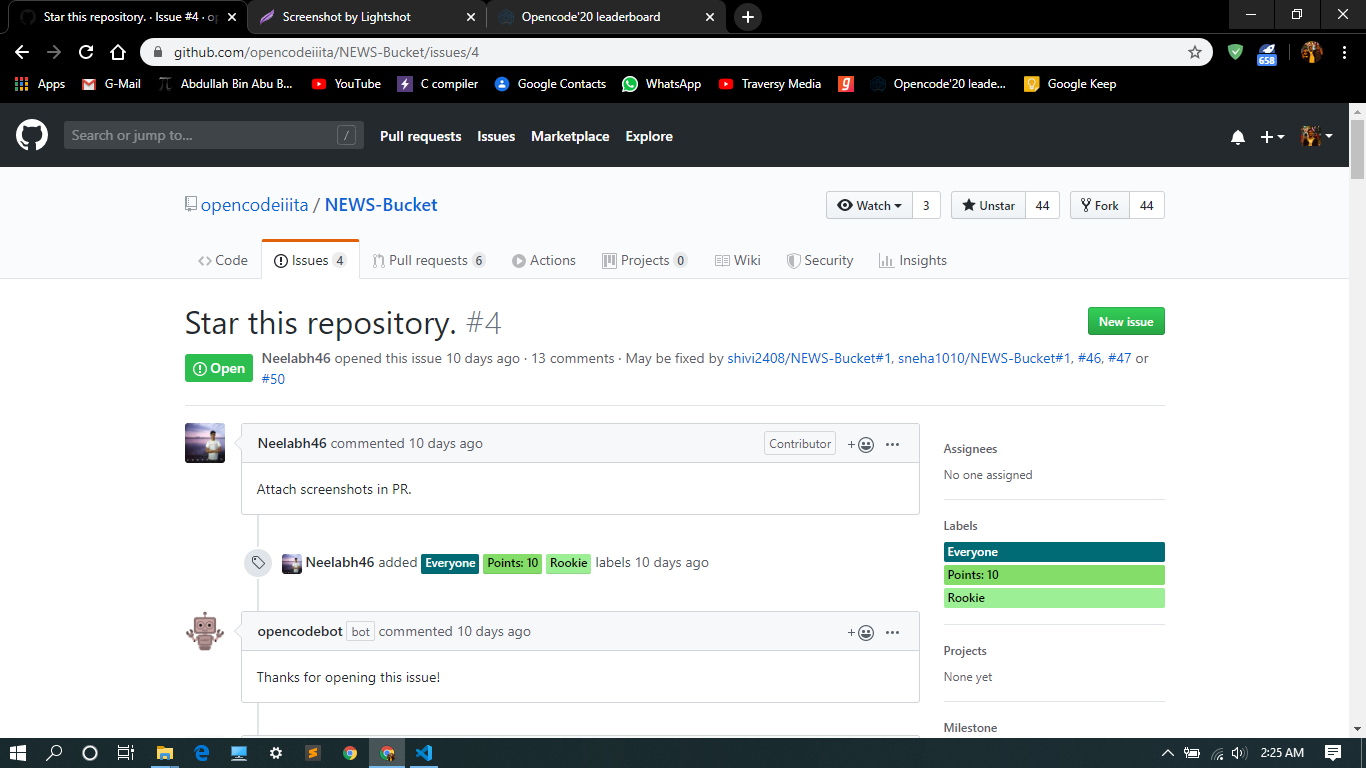 Star this repository. · Issue #4 · op
Screenshot by Lightshot
Opencode'20 leaderboard
github.com/opencodeiiita/NEWS-Bucket/issues/4
658
Apps
G-Mail
Abdullah Bin Abu B...
YouTube
C compiler
Google Contacts
WhatsApp
Traversy Media
g
Opencode'20 leade...
Google Keep
Search or jump to...
/
Pull requests
Issues
Marketplace
Explore
opencodeiiita / NEWS-Bucket
Watch 3
Unstar 44
Fork 44
Code
Issues 4
Pull requests 6
Actions
Projects 0
Wiki
Security
Insights
Star this repository. #4
New issue
Open
Neelabh46 opened this issue 10 days ago · 13 comments · May be fixed by shivi2408/NEWS-Bucket#1, sneha1010/NEWS-Bucket#1, #46, #47 or
#50
Neelabh46 commented 10 days ago
Contributor
Attach screenshots in PR.
Neelabh46 added Everyone Points: 10 Rookie labels 10 days ago
opencodebot bot commented 10 days ago
Thanks for opening this issue!
Assignees
No one assigned
Labels
Everyone
Points: 10
Rookie
Projects
None yet
Milestone
2:25 AM